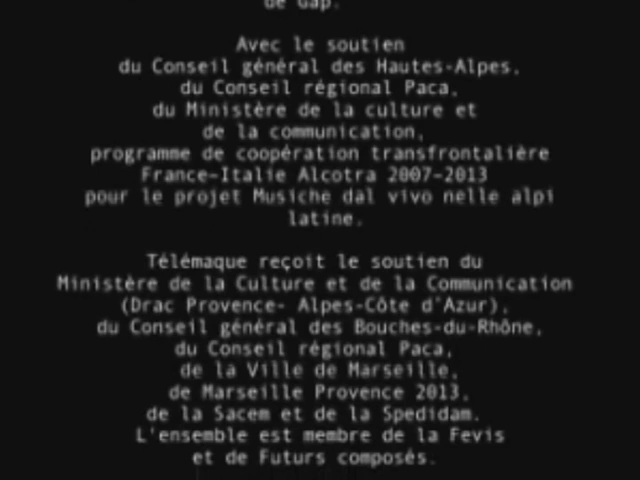 de Gap.
Avec le soutien
du Conseil général des Hautes-Alpes,
du Conseil régional Paca,
du Ministère de la culture et
de la communication,
programme de coopération transfrontalière
France-Italie Alcotra 2007-2013
pour le projet Musiche dal vivo nelle alpi
latine.
Télémaque reçoit le soutien du
Ministère de la Culture et de la Communication
(Drac Provence- Alpes-Côte d'Azur),
du Conseil général des Bouches-du-Rhône,
du Conseil régional Paca,
de la Ville de Marseille,
de Marseille Provence 2013,
de la Sacem et de la Spedidam.
L'ensemble est membre de la Fevis
et de Futurs composés.